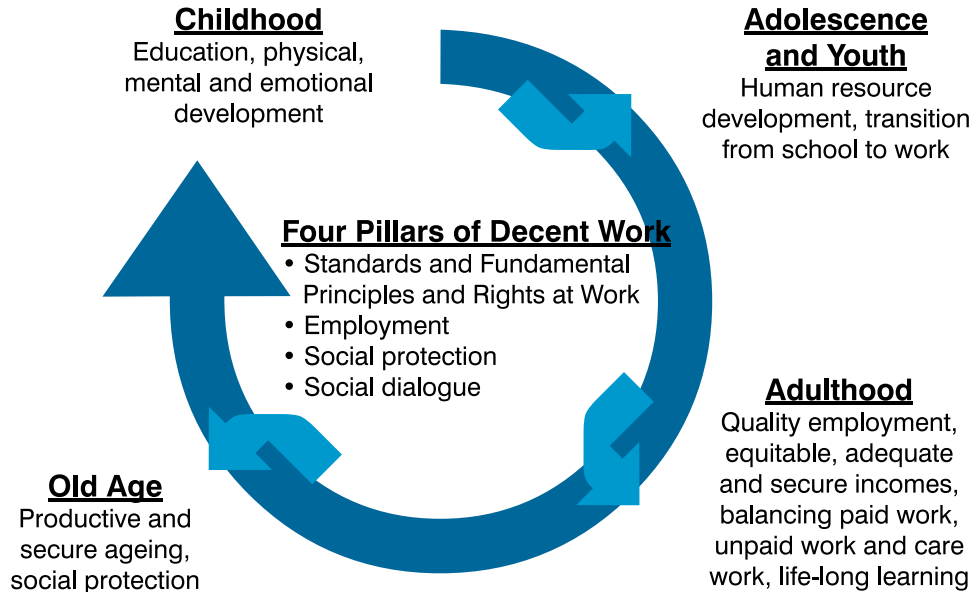 Childhood
Education, physical,
mental and emotional
development
Adolescence
and Youth
Human resource
development, transition
from school to work
Four Pillars of Decent Work
• Standards and Fundamental
Principles and Rights at Work
• Employment
• Social protection
• Social dialogue
Adulthood
Quality employment,
equitable, adequate
and secure incomes,
balancing paid work,
unpaid work and care
work, life-long learning
Old Age
Productive and
secure ageing,
social protection